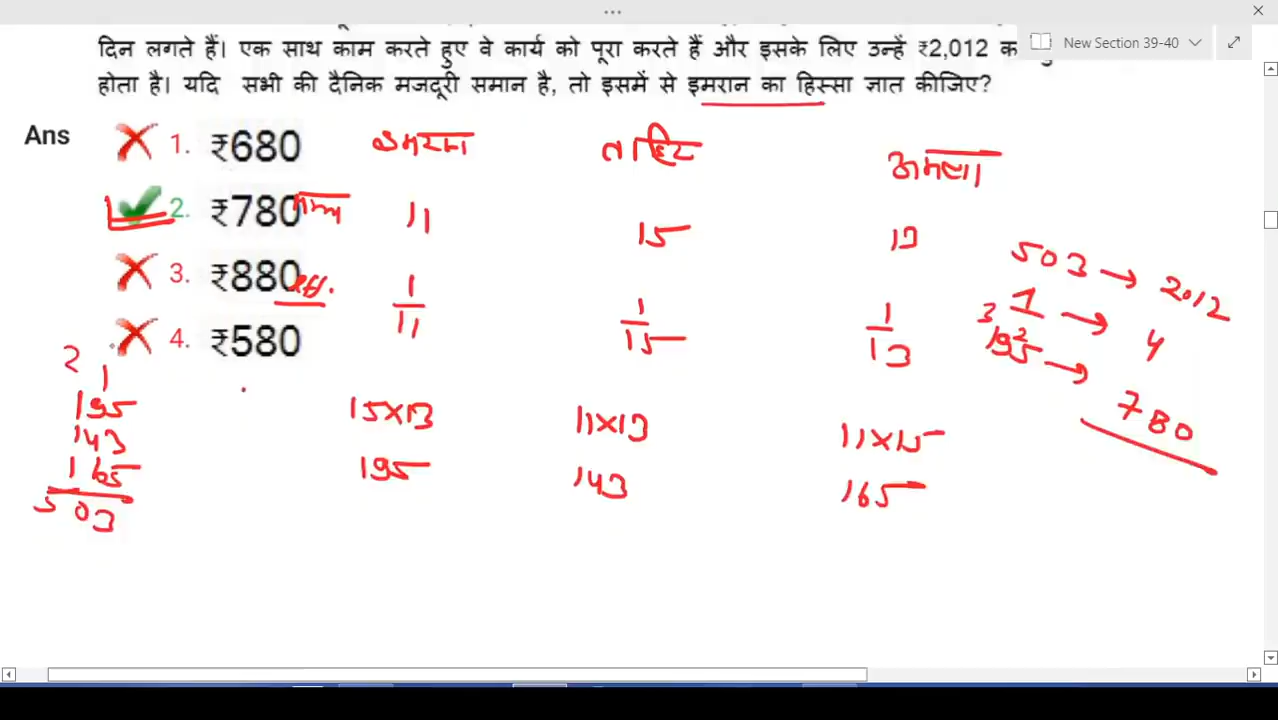 New Section 39-40
दिन लगते हैं। एक साथ काम करते हुए वे कार्य को पूरा करते हैं और इसके लिए उन्हें ₹2,012 क
होता है। यदि सभी की दैनिक मजदूरी समान है, तो इसमें से इमरान का हिस्सा ज्ञात कीजिए?
Ans
1. ₹680
2. ₹780
3. ₹880
4. ₹580
11 15 13
1/11 1/15 1/13
15×13 11×13 11×15
195 143 165
2 1
195
143
165
503
503 → 2012
1 → 4
195 → 780